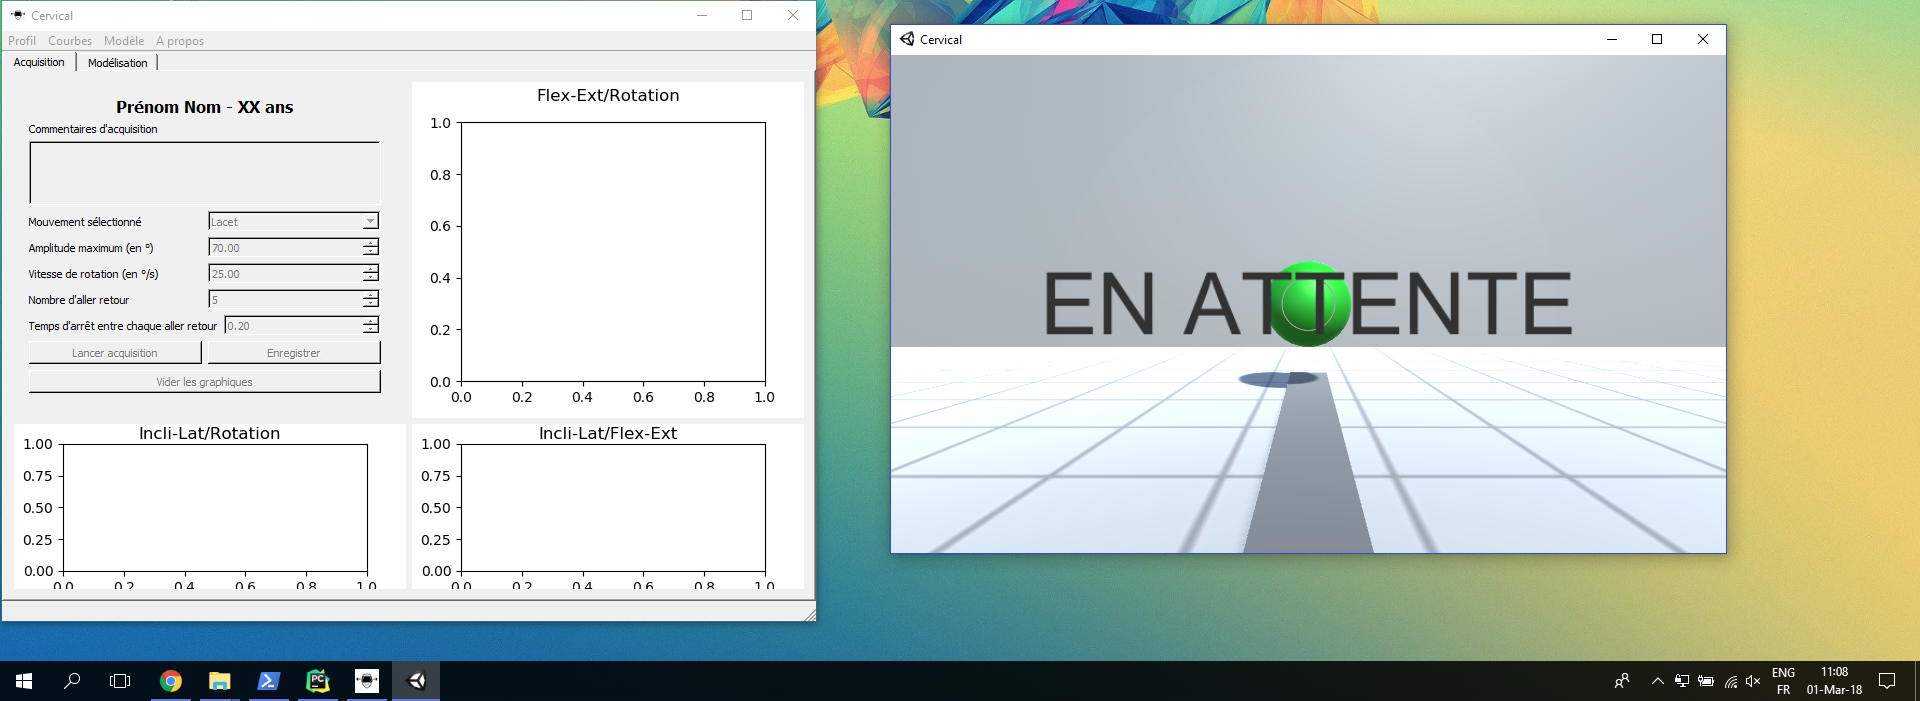 Cervical
Profil Courbes Modèle A propos
Acquisition Modélisation
Prénom Nom - XX ans
Commentaires d'acquisition
Mouvement sélectionné Lacet
Amplitude maximum (en °) 70.00
Vitesse de rotation (en °/s) 25.00
Nombre d'aller retour 5
Temps d'arrêt entre chaque aller retour 0.20
Lancer acquisition Enregistrer
Vider les graphiques
Flex-Ext/Rotation
1.0
0.8
0.6
0.4
0.2
0.0
0.0 0.2 0.4 0.6 0.8 1.0
Incli-Lat/Rotation
1.00
0.75
0.50
0.25
0.00
0.0 0.2 0.4 0.6 0.8 1.0
Incli-Lat/Flex-Ext
1.00
0.75
0.50
0.25
0.00
0.0 0.2 0.4 0.6 0.8 1.0
Cervical
EN ATTENTE
PC
ENG
FR
11:08
01-Mar-18